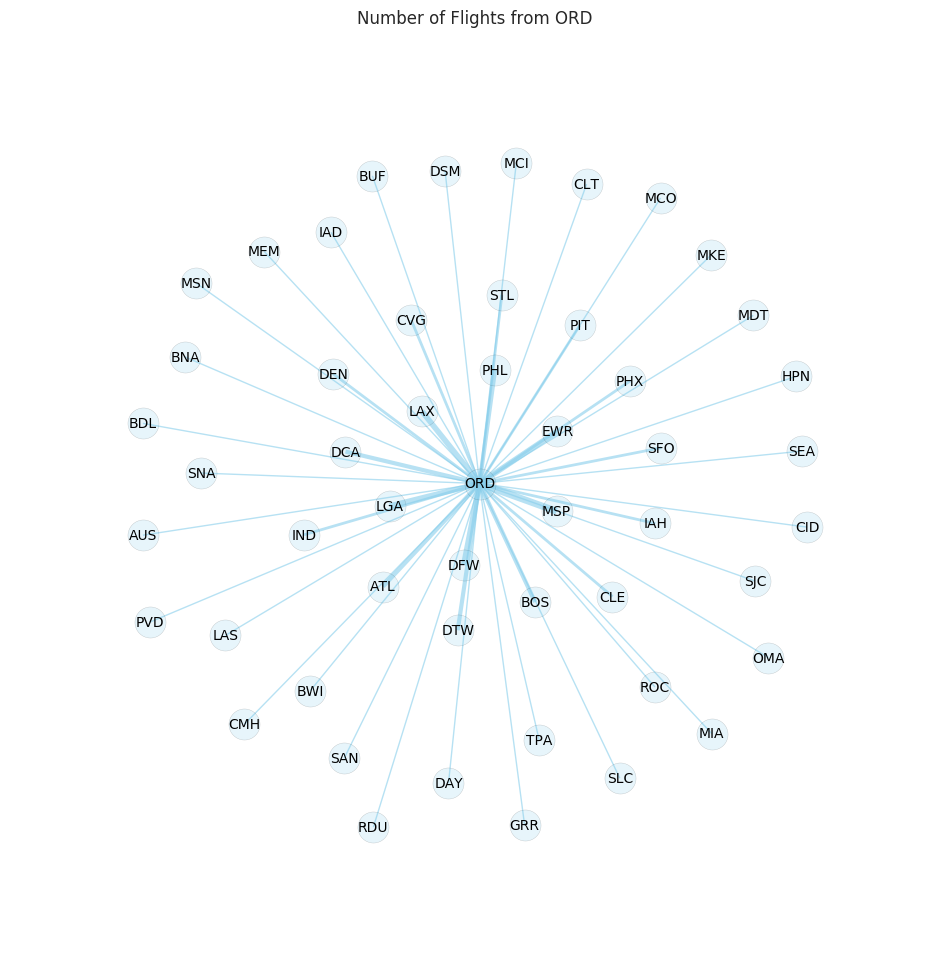 Number of Flights from ORD
MCI
DSM
BUF
CLT
MCO
IAD
MEM
MKE
MSN
STL
MDT
CVG
PIT
BNA
PHL
DEN
HPN
PHX
LAX
BDL
EWR
SFO
SEA
DCA
SNA
ORD
LGA
MSP
IAH
CID
AUS
IND
DFW
SJC
ATL
CLE
BOS
PVD
DTW
LAS
OMA
ROC
BWI
CMH
MIA
TPA
SAN
SLC
DAY
GRR
RDU